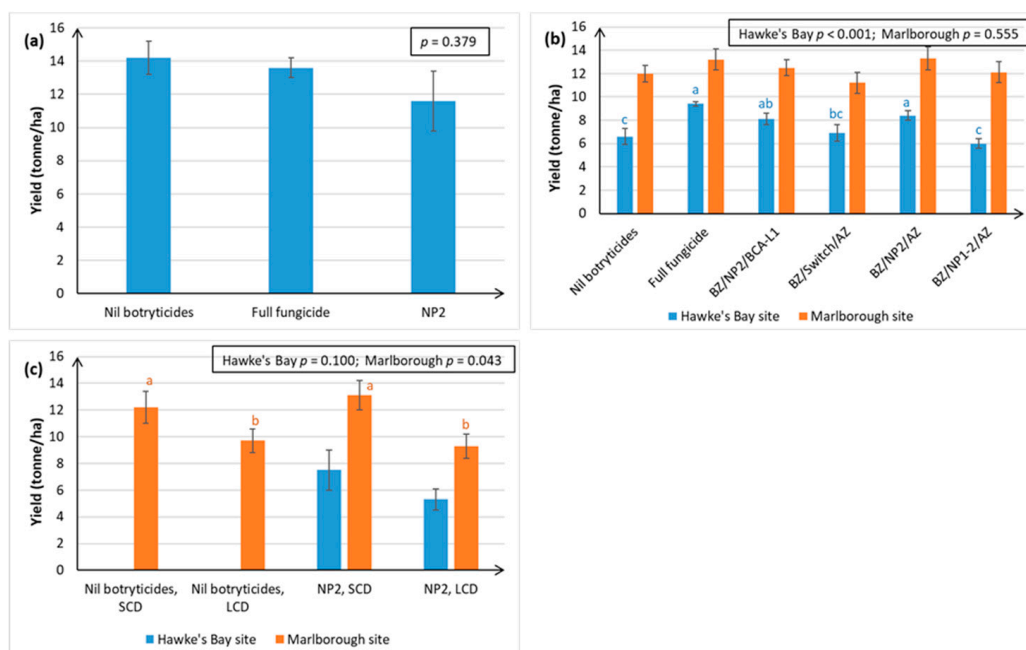 (a)
p = 0.379
Yield (tonne/ha)
16
14
12
10
8
6
4
2
0
Nil botryticides
Full fungicide
NP2
(b)
Hawke's Bay p < 0.001; Marlborough p = 0.555
Yield (tonne/ha)
16
14
12
10
8
6
4
2
0
c
a
ab
bc
a
c
Nil botryticides
Full fungicide
BZ/NP2/BCA-L1
BZ/Switch/AZ
BZ/NP2/AZ
BZ/NP1-2/AZ
Hawke's Bay site
Marlborough site
(c)
Hawke's Bay p = 0.100; Marlborough p = 0.043
Yield (tonne/ha)
16
14
12
10
8
6
4
2
0
a
b
a
b
Nil botryticides,
SCD
Nil botryticides,
LCD
NP2, SCD
NP2, LCD
Hawke's Bay site
Marlborough site